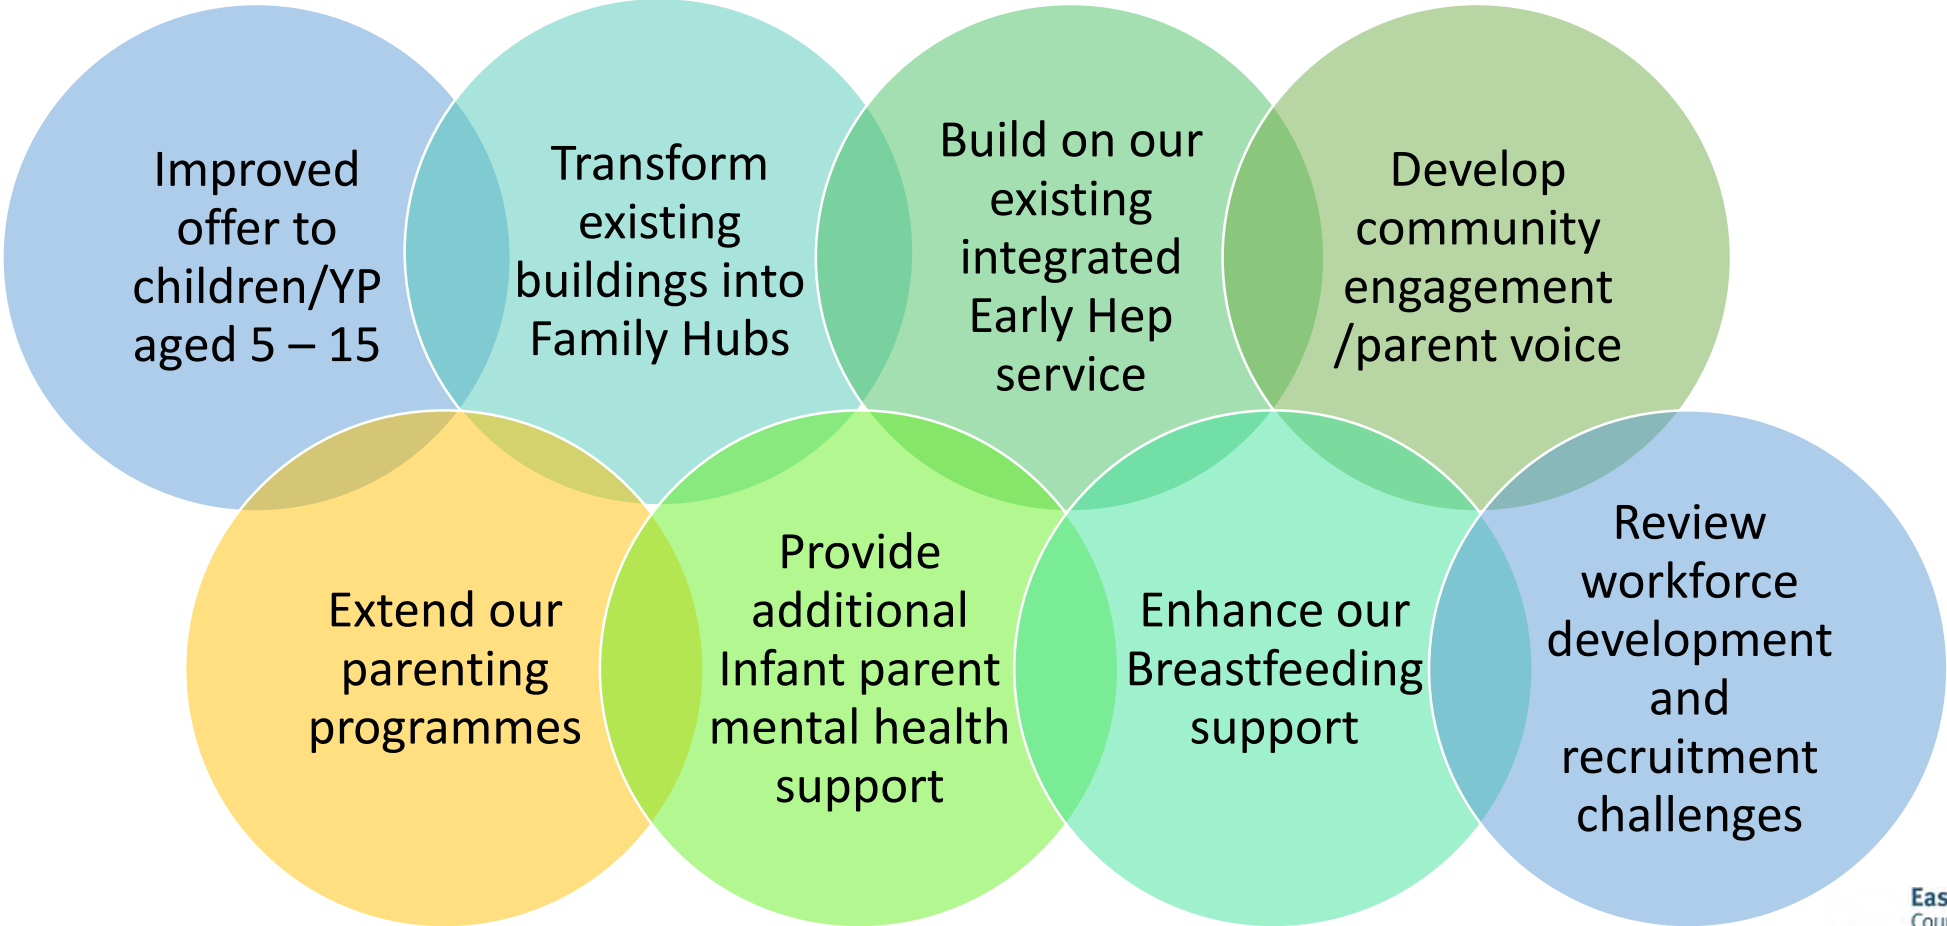 Improved
offer to
children/YP
aged 5 – 15
Transform
existing
buildings into
Family Hubs
Build on our
existing
integrated
Early Hep
service
Develop
community
engagement
/parent voice
Extend our
parenting
programmes
Provide
additional
Infant parent
mental health
support
Enhance our
Breastfeeding
support
Review
workforce
development
and
recruitment
challenges
Eas